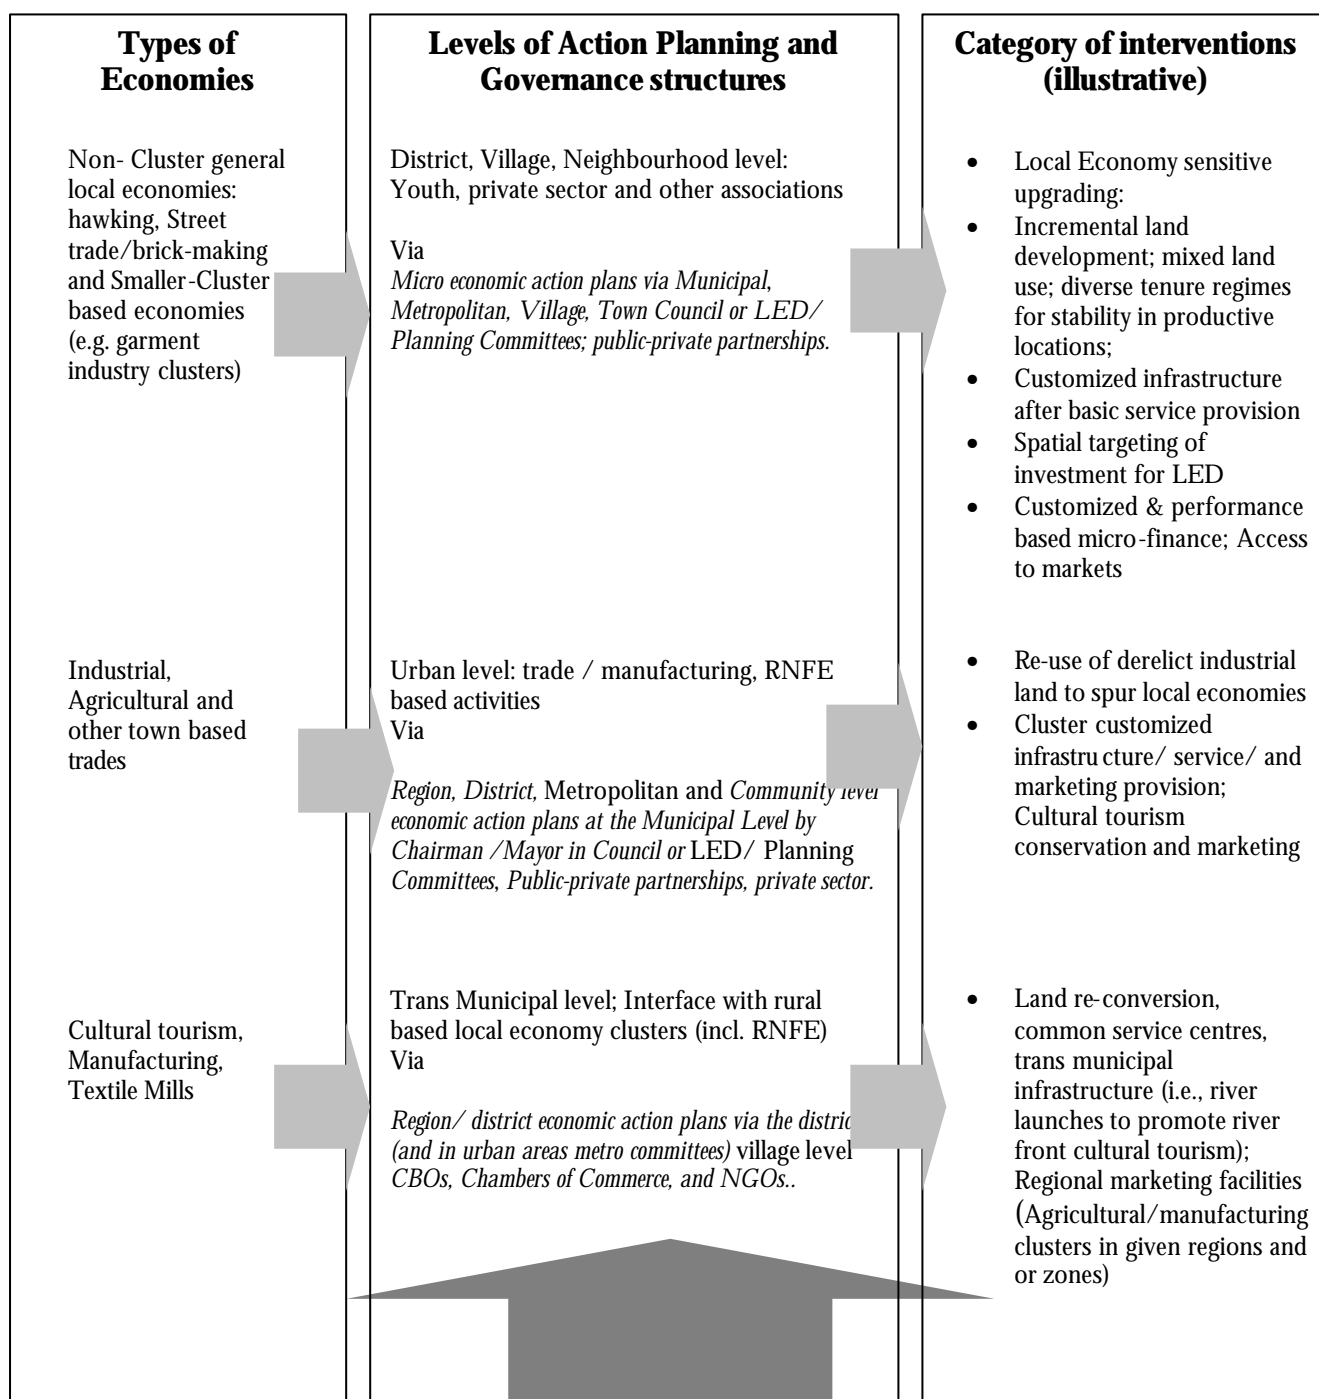 Types of
Economies
Levels of Action Planning and
Governance structures
Category of interventions
(illustrative)
Non- Cluster general
local economies:
hawking, Street
trade/brick-making
and Smaller-Cluster
based economies
(e.g. garment
industry clusters)
District, Village, Neighbourhood level:
Youth, private sector and other associations
Via
Micro economic action plans via Municipal,
Metropolitan, Village, Town Council or LED/
Planning Committees; public-private partnerships.
• Local Economy sensitive
upgrading:
• Incremental land
development; mixed land
use; diverse tenure regimes
for stability in productive
locations;
• Customized infrastructure
after basic service provision
• Spatial targeting of
investment for LED
• Customized & performance
based micro-finance; Access
to markets
Industrial,
Agricultural and
other town based
trades
Urban level: trade / manufacturing, RNFE
based activities
Via
Region, District, Metropolitan and Community level
economic action plans at the Municipal Level by
Chairman /Mayor in Council or LED/ Planning
Committees, Public-private partnerships, private sector.
• Re-use of derelict industrial
land to spur local economies
• Cluster customized
infrastructure/ service/ and
marketing provision;
Cultural tourism
conservation and marketing
Cultural tourism,
Manufacturing,
Textile Mills
Trans Municipal level; Interface with rural
based local economy clusters (incl. RNFE)
Via
Region/ district economic action plans via the distric
(and in urban areas metro committees) village level
CBOs, Chambers of Commerce, and NGOs..
• Land re-conversion,
common service centres,
trans municipal
infrastructure (i.e., river
launches to promote river
front cultural tourism);
Regional marketing facilities
(Agricultural/manufacturing
clusters in given regions and
or zones)